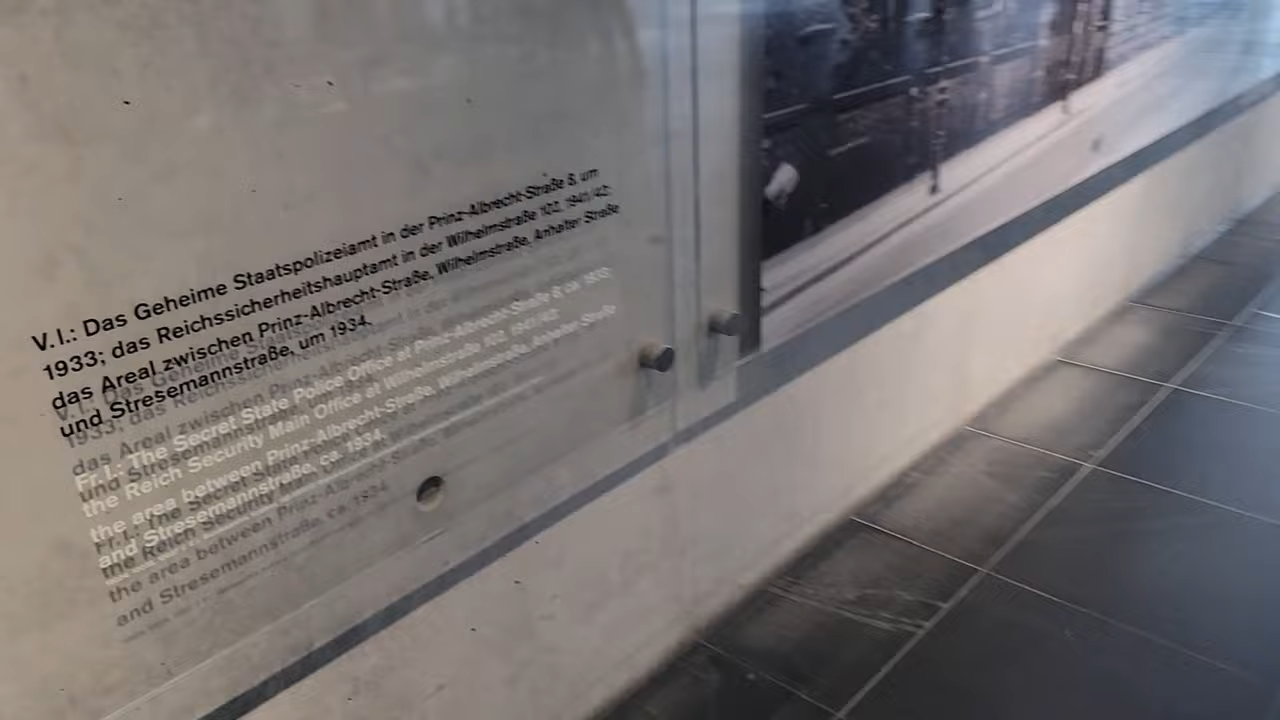 V. l.: Das Geheime Staatspolizeiamt in der Prinz-Albrecht-Straße 8, um
1933; das Reichssicherheitshauptamt in der Wilhelmstraße 102, 1941/42;
das Areal zwischen Prinz-Albrecht-Straße, Wilhelmstraße, Anhalter Straße
und Stresemannstraße, um 1934.
Fr. l.: The Secret State Police Office at Prinz-Albrecht-Straße 8, ca. 1933;
the Reich Security Main Office at Wilhelmstraße 102, 1941/42;
the area between Prinz-Albrecht-Straße, Wilhelmstraße, Anhalter Straße
and Stresemannstraße, ca. 1934.